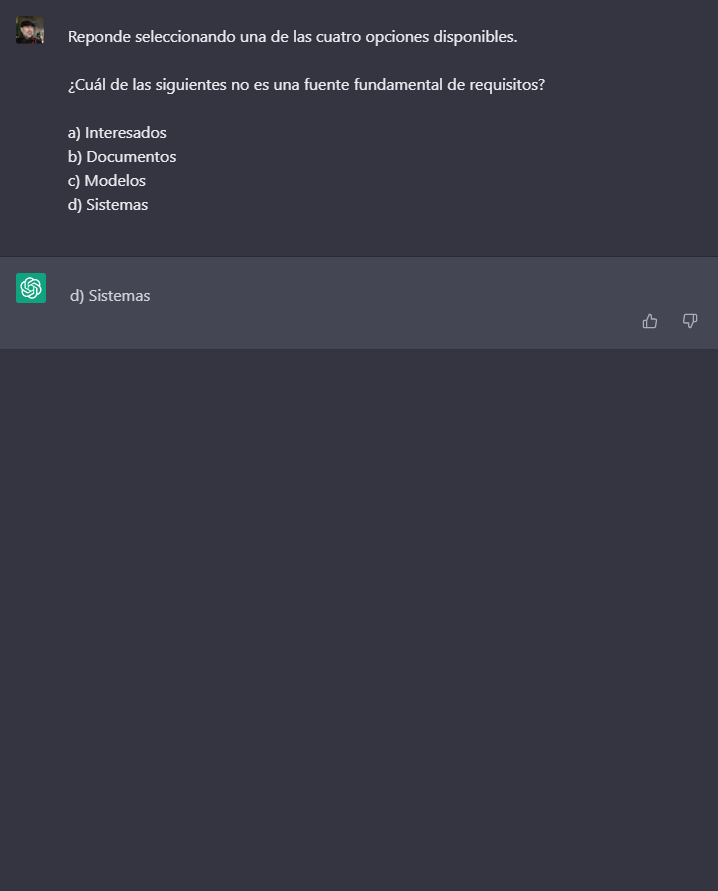 Reponde seleccionando una de las cuatro opciones disponibles.
¿Cuál de las siguientes no es una fuente fundamental de requisitos?
a) Interesados
b) Documentos
c) Modelos
d) Sistemas
d) Sistemas